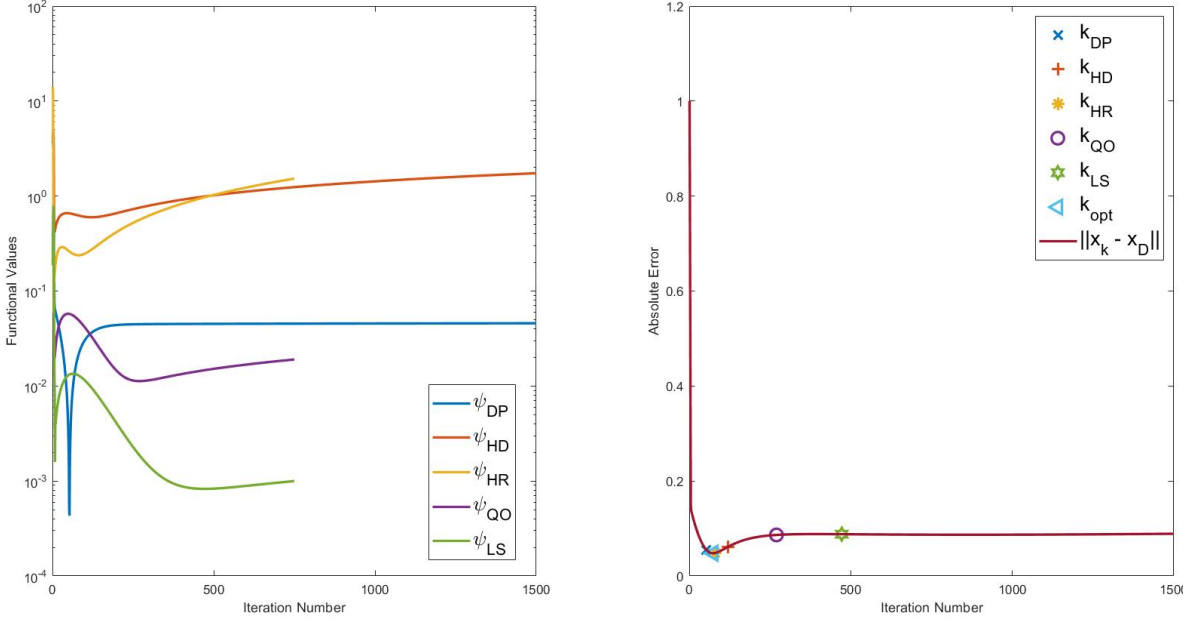 10^2
10^1
10^0
10^-1
10^-2
10^-3
10^-4
Functional Values
0
500
1000
1500
Iteration Number
ψ_DP
ψ_HD
ψ_HR
ψ_QO
ψ_LS
1.2
1
0.8
0.6
0.4
0.2
0
Absolute Error
0
500
1000
1500
Iteration Number
k_DP
k_HD
k_HR
k_QO
k_LS
k_opt
||x_k - x_D||